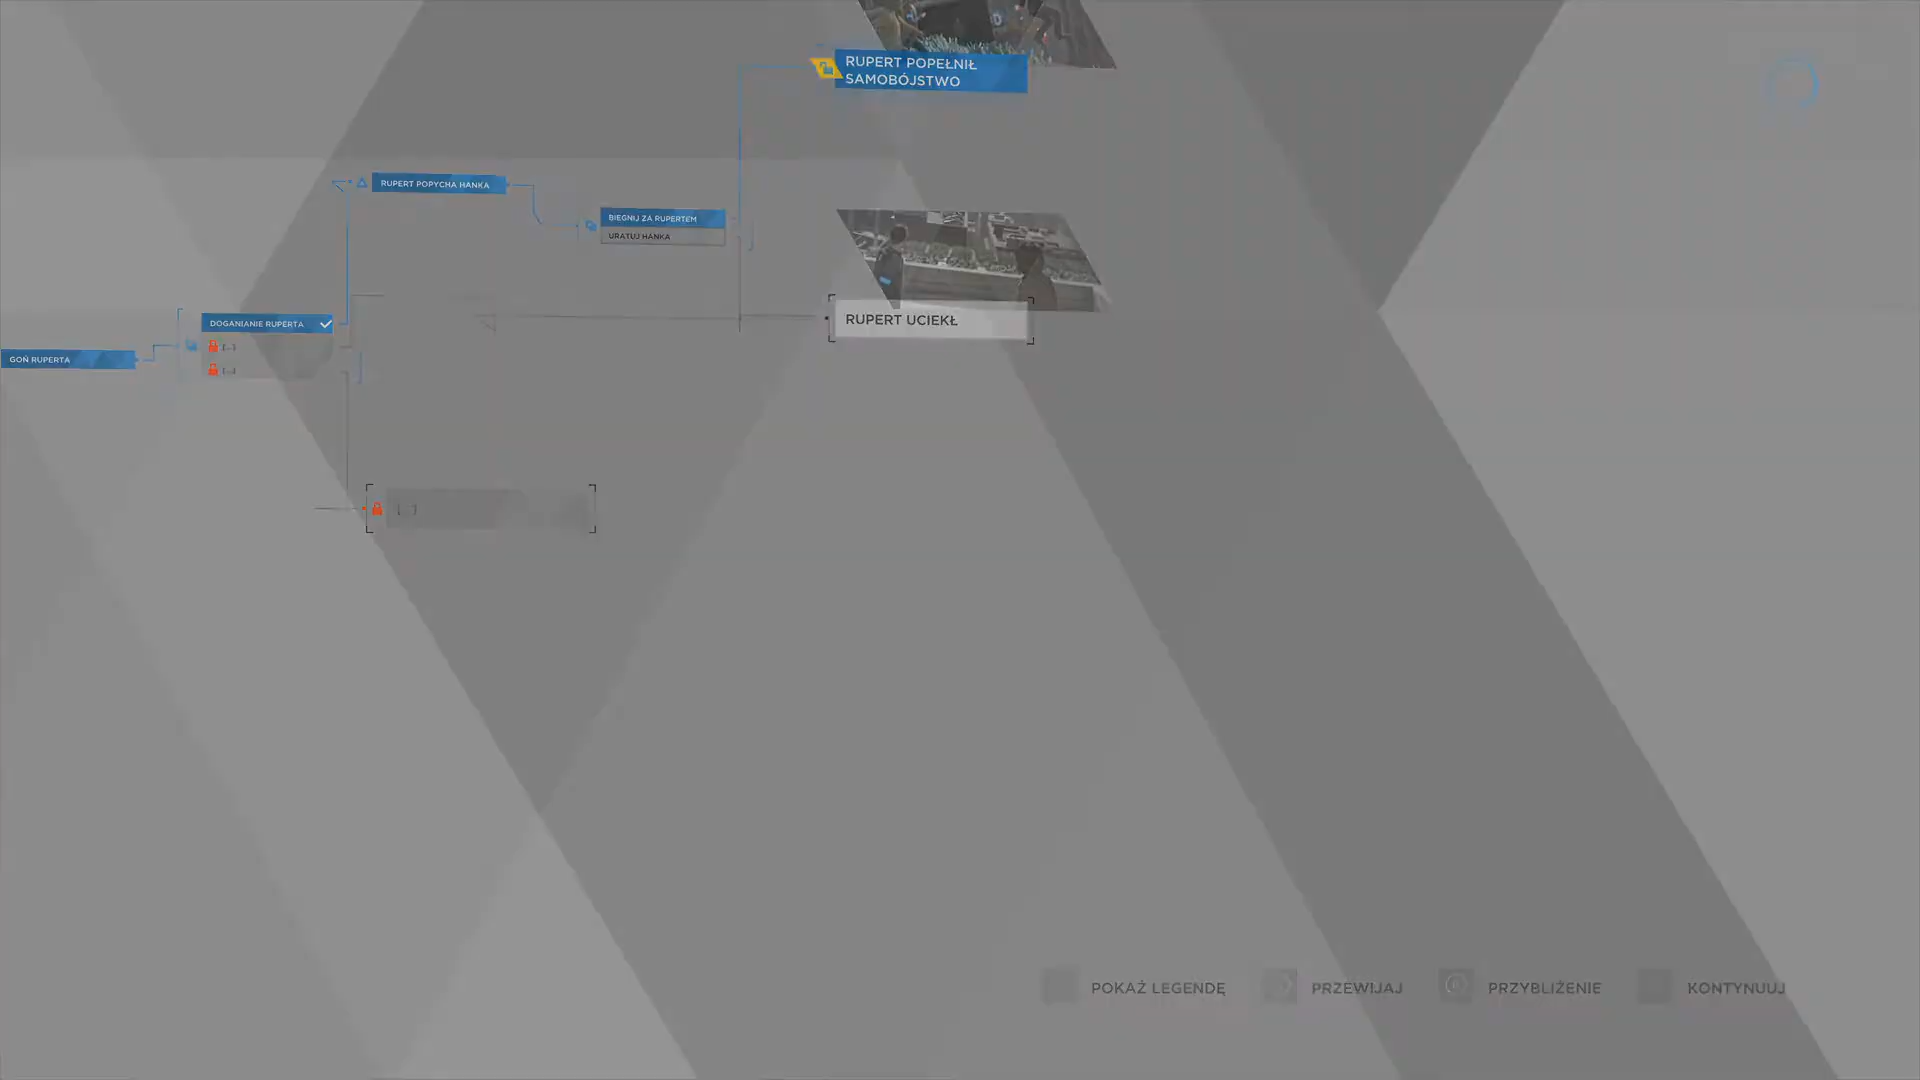 RUPERT POPEŁNIŁ
SAMOBÓJSTWO
RUPERT POPYCHA HANKA
BIEGNIJ ZA RUPERTEM
URATUJ HANKA
RUPERT UCIEKŁ
DOGANIANIE RUPERTA
[...]
[...]
GOŃ RUPERTA
[...]
POKAŻ LEGENDĘ
PRZEWIJAJ
PRZYBLIŻENIE
KONTYNUUJ